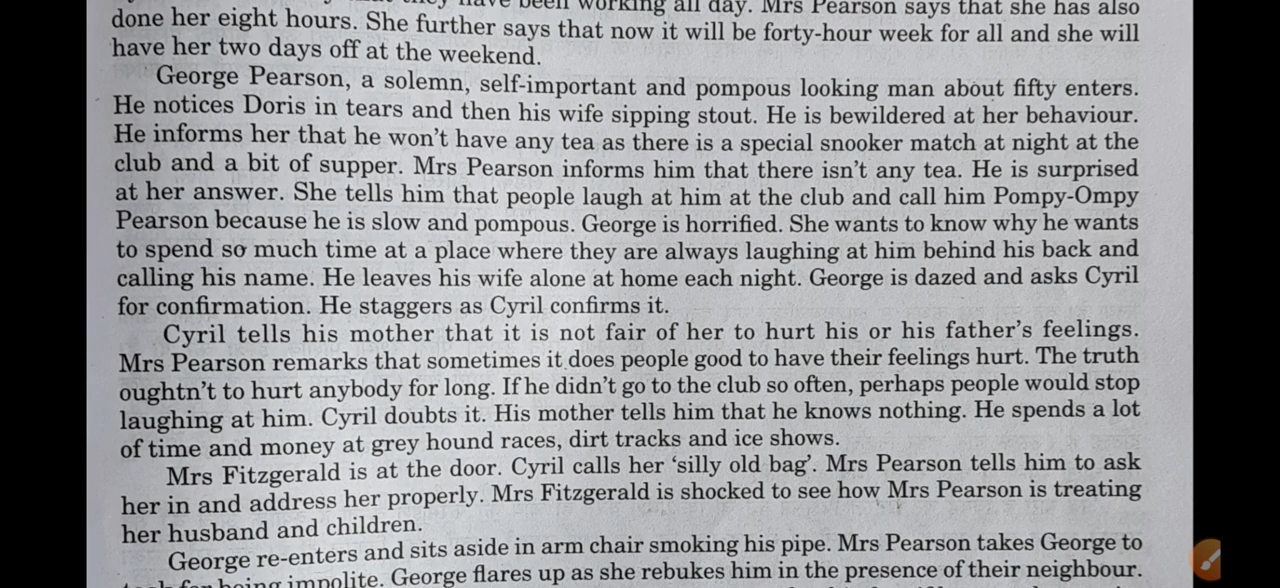 have been working all day. Mrs Pearson says that she has also
done her eight hours. She further says that now it will be forty-hour week for all and she will
have her two days off at the weekend.
George Pearson, a solemn, self-important and pompous looking man about fifty enters.
He notices Doris in tears and then his wife sipping stout. He is bewildered at her behaviour.
He informs her that he won't have any tea as there is a special snooker match at night at the
club and a bit of supper. Mrs Pearson informs him that there isn't any tea. He is surprised
at her answer. She tells him that people laugh at him at the club and call him Pompy-Ompy
Pearson because he is slow and pompous. George is horrified. She wants to know why he wants
to spend so much time at a place where they are always laughing at him behind his back and
calling his name. He leaves his wife alone at home each night. George is dazed and asks Cyril
for confirmation. He staggers as Cyril confirms it.
Cyril tells his mother that it is not fair of her to hurt his or his father's feelings.
Mrs Pearson remarks that sometimes it does people good to have their feelings hurt. The truth
oughtn't to hurt anybody for long. If he didn't go to the club so often, perhaps people would stop
laughing at him. Cyril doubts it. His mother tells him that he knows nothing. He spends a lot
of time and money at grey hound races, dirt tracks and ice shows.
Mrs Fitzgerald is at the door. Cyril calls her 'silly old bag'. Mrs Pearson tells him to ask
her in and address her properly. Mrs Fitzgerald is shocked to see how Mrs Pearson is treating
her husband and children.
George re-enters and sits aside in arm chair smoking his pipe. Mrs Pearson takes George to
for being impolite. George flares up as she rebukes him in the presence of their neighbour.